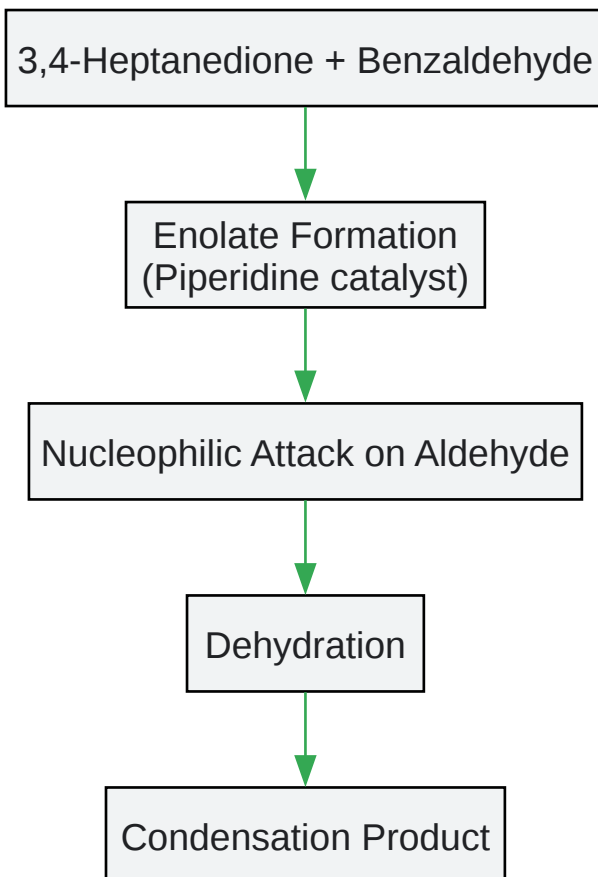 3,4-Heptanedione + Benzaldehyde
Enolate Formation
(Piperidine catalyst)
Nucleophilic Attack on Aldehyde
Dehydration
Condensation Product